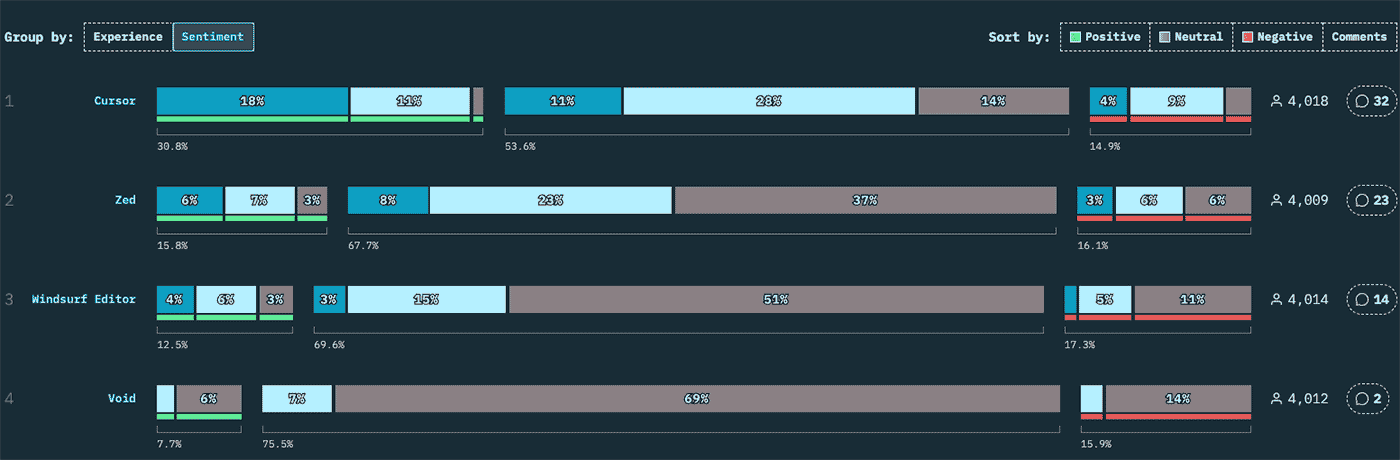 Group by: Experience Sentiment Sort by: Positive Neutral Negative Comments
1 Cursor 18% 11% 11% 28% 14% 4% 9% 4,018 32
30.8% 53.6% 14.9%
2 Zed 6% 7% 3% 8% 23% 37% 3% 6% 6% 4,009 23
15.8% 67.7% 16.1%
3 Windsurf Editor 4% 6% 3% 3% 15% 51% 5% 11% 4,014 14
12.5% 69.6% 17.3%
4 Void 6% 7% 69% 14% 4,012 2
7.7% 75.5% 15.9%